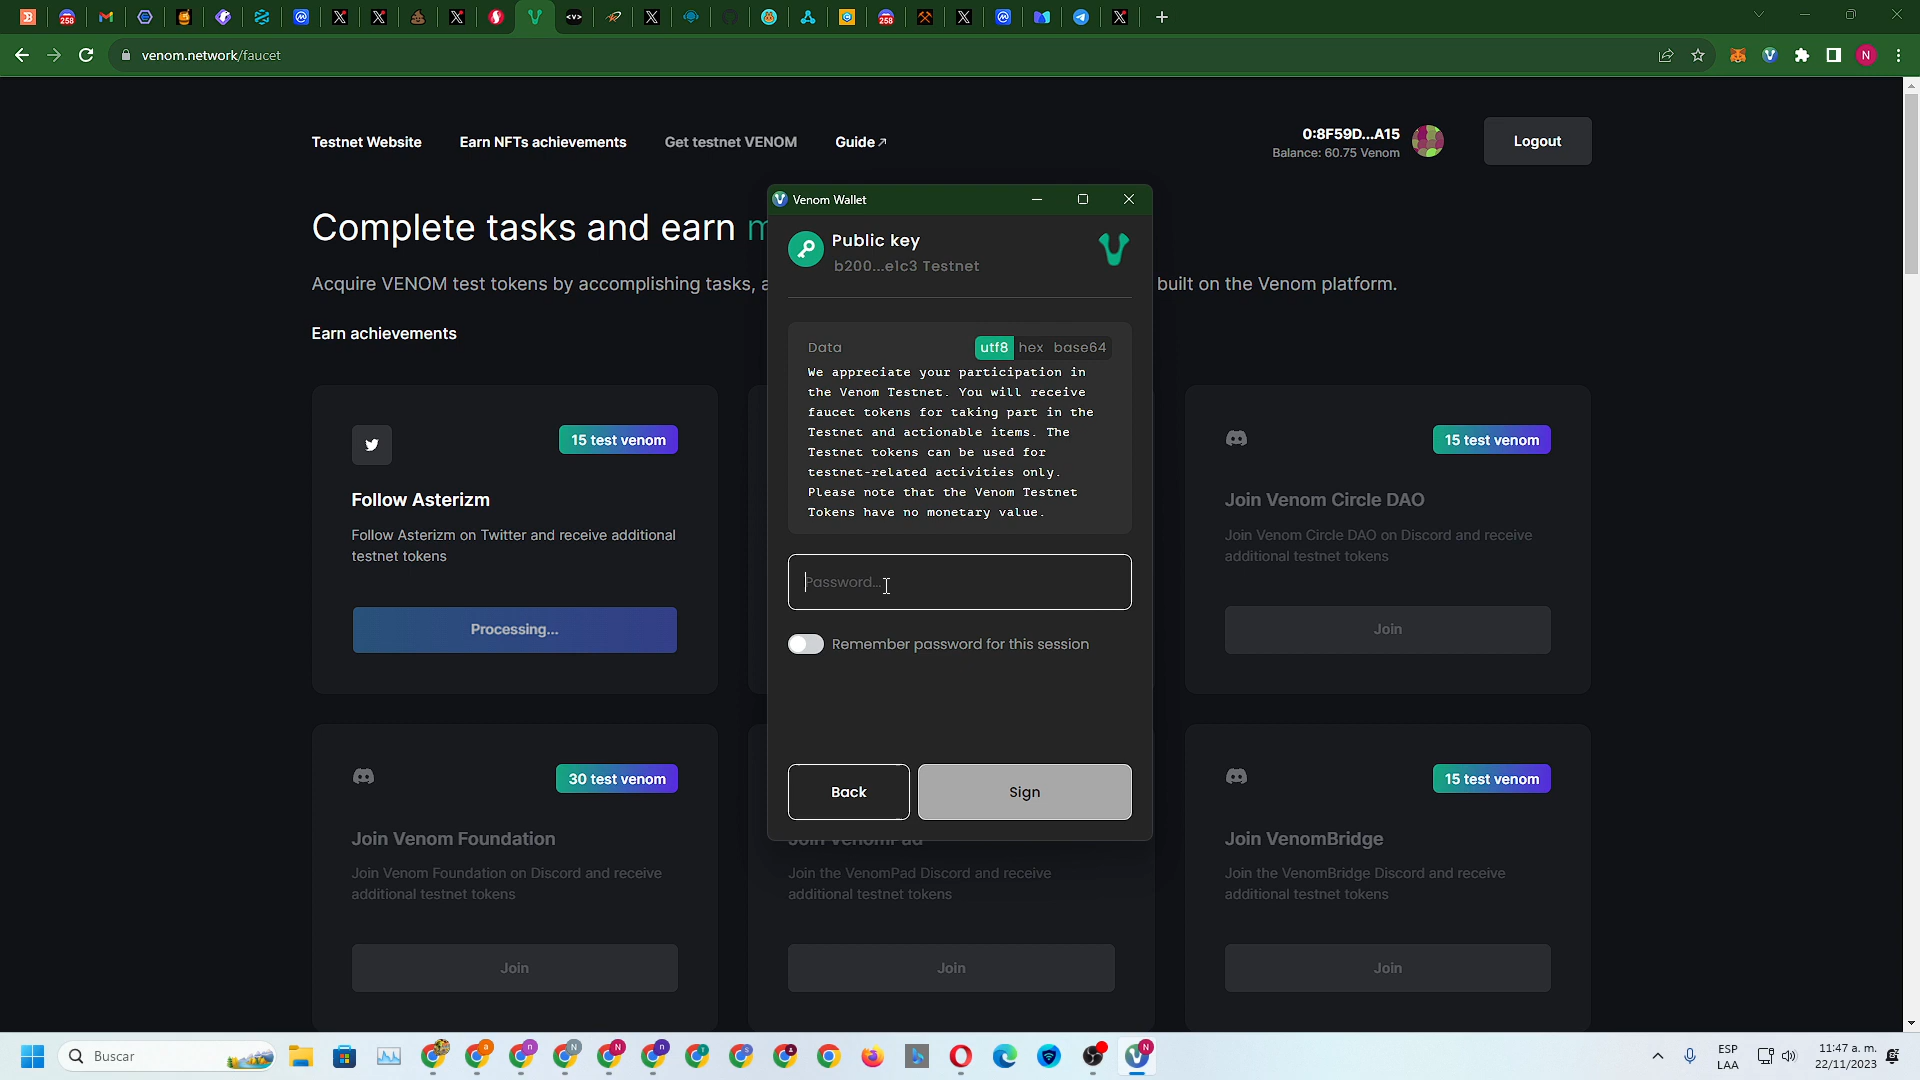 venom.network/faucet
Testnet Website
Earn NFTs achievements
Get testnet VENOM
Guide↗
0:8F59D...A15
Balance: 60.75 Venom
Logout
Complete tasks and earn
Acquire VENOM test tokens by accomplishing tasks,
built on the Venom platform.
Earn achievements
15 test venom
Follow Asterizm
Follow Asterizm on Twitter and receive additional
testnet tokens
Processing...
Venom Wallet
Public key
b200...e1c3 Testnet
Data
utf8 hex base64
We appreciate your participation in
the Venom Testnet. You will receive
faucet tokens for taking part in the
Testnet and actionable items. The
Testnet tokens can be used for
testnet-related activities only.
Please note that the Venom Testnet
Tokens have no monetary value.
Password...
Remember password for this session
Back
Sign
15 test venom
Join Venom Circle DAO
Join Venom Circle DAO on Discord and receive
additional testnet tokens
Join
30 test venom
Join Venom Foundation
Join Venom Foundation on Discord and receive
additional testnet tokens
Join
Join VenomPad
Join the VenomPad Discord and receive
additional testnet tokens
Join
15 test venom
Join VenomBridge
Join the VenomBridge Discord and receive
additional testnet tokens
Join
Buscar
ESP
LAA
11:47 a. m.
22/11/2023